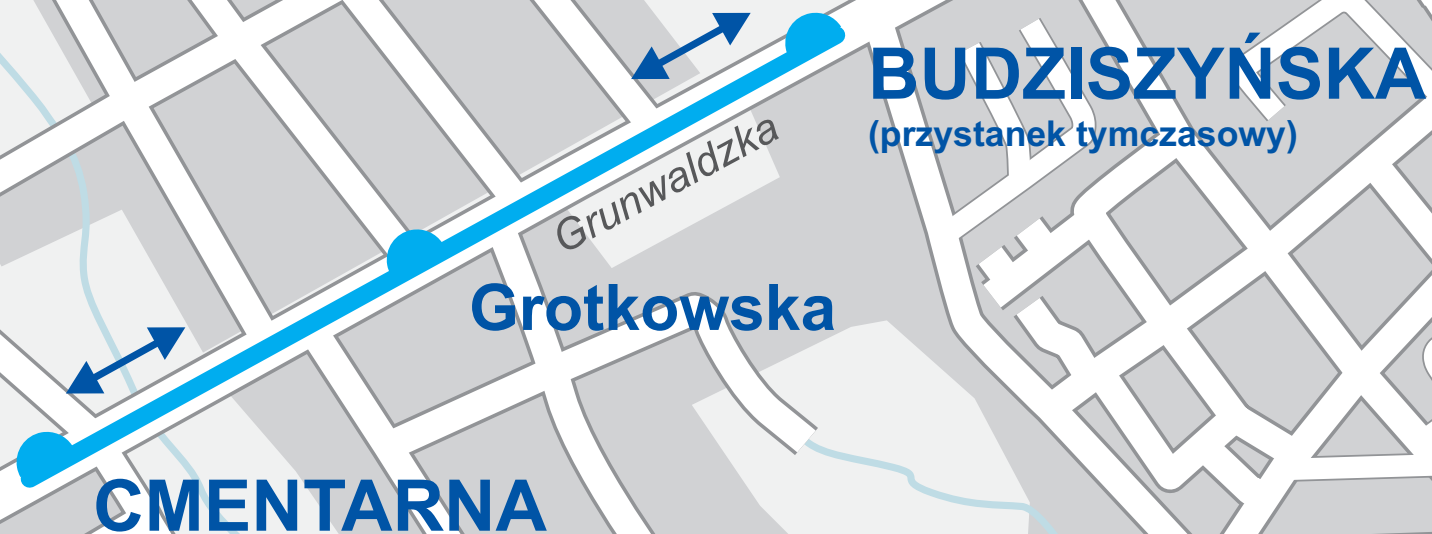 BUDZISZYŃSKA
(przystanek tymczasowy)
Grunwaldzka
Grotkowska
CMENTARNA